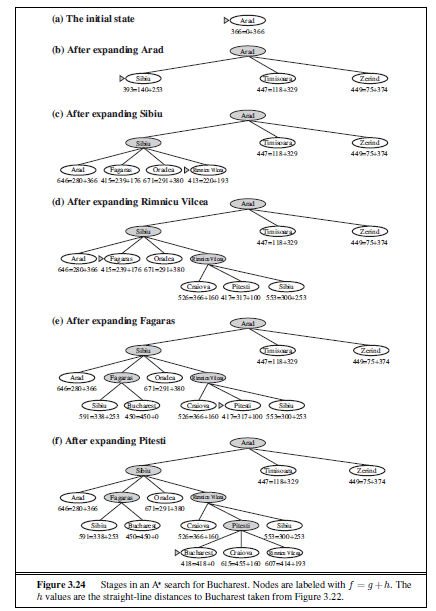 (a) The initial state
Arad
366=0+366
(b) After expanding Arad
Arad
Sibiu Timisoara Zerind
393=140+253 447=118+329 449=75+374
(c) After expanding Sibiu
Arad
Sibiu Timisoara Zerind
447=118+329 449=75+374
Arad Fagaras Oradea Rimnicu Vilcea
646=280+366 415=239+176 671=291+380 413=220+193
(d) After expanding Rimnicu Vilcea
Arad
Sibiu Timisoara Zerind
447=118+329 449=75+374
Arad Fagaras Oradea Rimnicu Vilcea
646=280+366 415=239+176 671=291+380
Craiova Pitesti Sibiu
526=366+160 417=317+100 553=300+253
(e) After expanding Fagaras
Arad
Sibiu Timisoara Zerind
447=118+329 449=75+374
Arad Fagaras Oradea Rimnicu Vilcea
646=280+366 671=291+380
Sibiu Bucharest Craiova Pitesti Sibiu
591=338+253 450=450+0 526=366+160 417=317+100 553=300+253
(f) After expanding Pitesti
Arad
Sibiu Timisoara Zerind
447=118+329 449=75+374
Arad Fagaras Oradea Rimnicu Vilcea
646=280+366 671=291+380
Sibiu Bucharest Craiova Pitesti Sibiu
591=338+253 450=450+0 526=366+160 553=300+253
Bucharest Craiova Rimnicu Vilcea
418=418+0 615=455+160 607=414+193
Figure 3.24 Stages in an A* search for Bucharest. Nodes are labeled with f = g + h. The
h values are the straight-line distances to Bucharest taken from Figure 3.22.